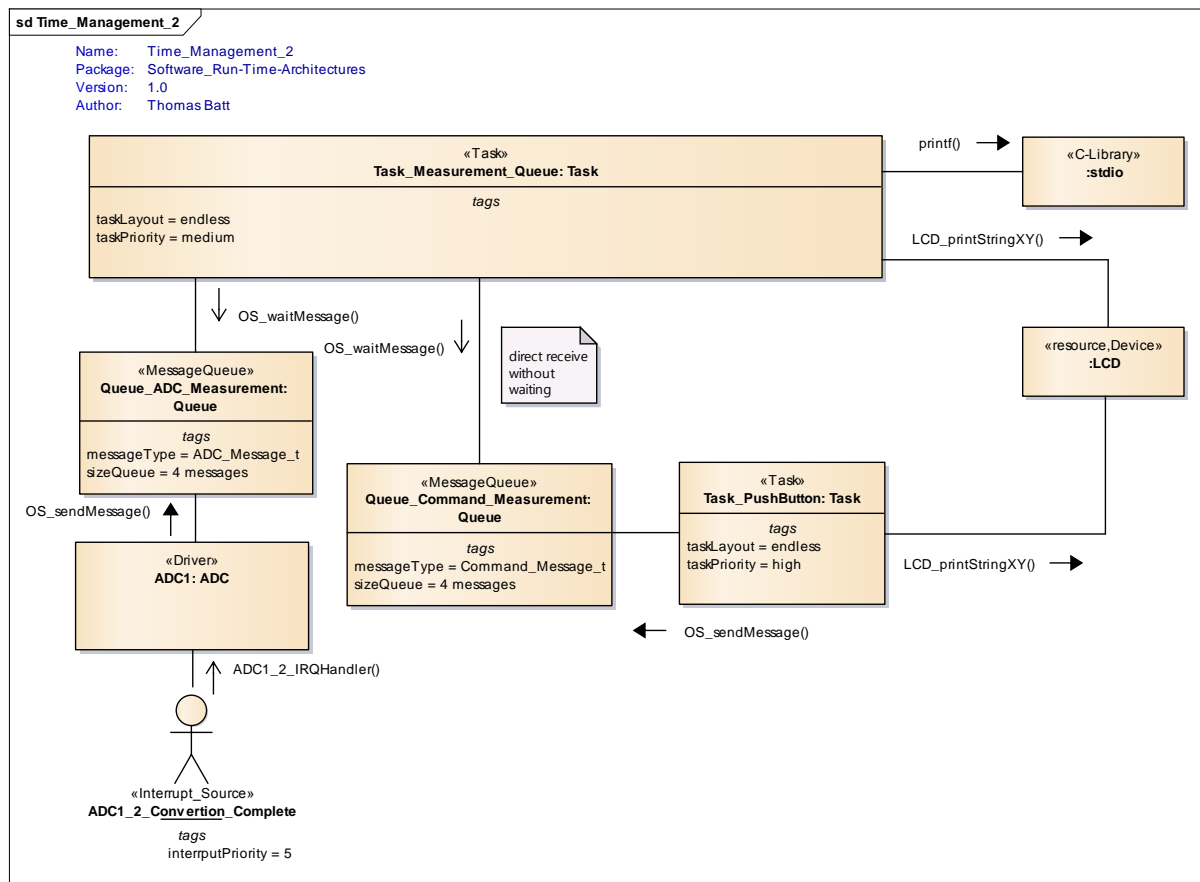 sd Time_Management_2
Name: Time_Management_2
Package: Software_Run-Time-Architectures
Version: 1.0
Author: Thomas Batt
«Task»
Task_Measurement_Queue: Task
tags
taskLayout = endless
taskPriority = medium
printf()
«C-Library»
:stdio
LCD_printStringXY()
OS_waitMessage()
OS_waitMessage()
direct receive
without
waiting
«resource,Device»
:LCD
«MessageQueue»
Queue_ADC_Measurement:
Queue
tags
messageType = ADC_Message_t
sizeQueue = 4 messages
«MessageQueue»
Queue_Command_Measurement:
Queue
tags
messageType = Command_Message_t
sizeQueue = 4 messages
«Task»
Task_PushButton: Task
tags
taskLayout = endless
taskPriority = high
OS_sendMessage()
«Driver»
ADC1: ADC
LCD_printStringXY()
OS_sendMessage()
ADC1_2_IRQHandler()
«Interrupt_Source»
ADC1_2_Convertion_Complete
tags
interrputPriority = 5